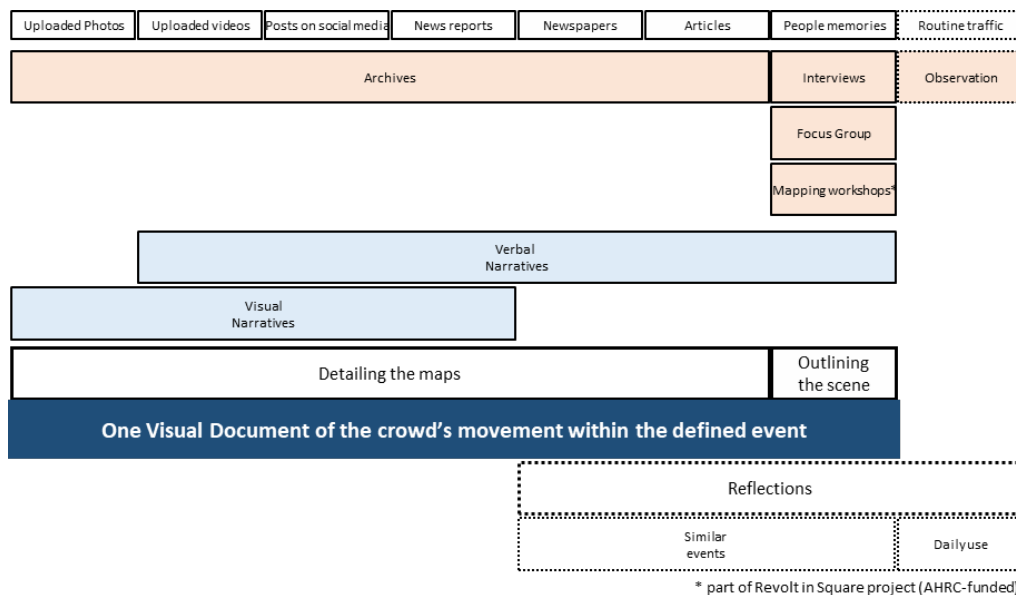 Uploaded Photos
Uploaded videos
Posts on social media
News reports
Newspapers
Articles
People memories
Routine traffic
Archives
Interviews
Observation
Focus Group
Mapping workshops*
Verbal
Narratives
Visual
Narratives
Detailing the maps
Outlining
the scene
One Visual Document of the crowd’s movement within the defined event
Reflections
Similar
events
Daily use
* part of Revolt in Square project (AHRC-funded)